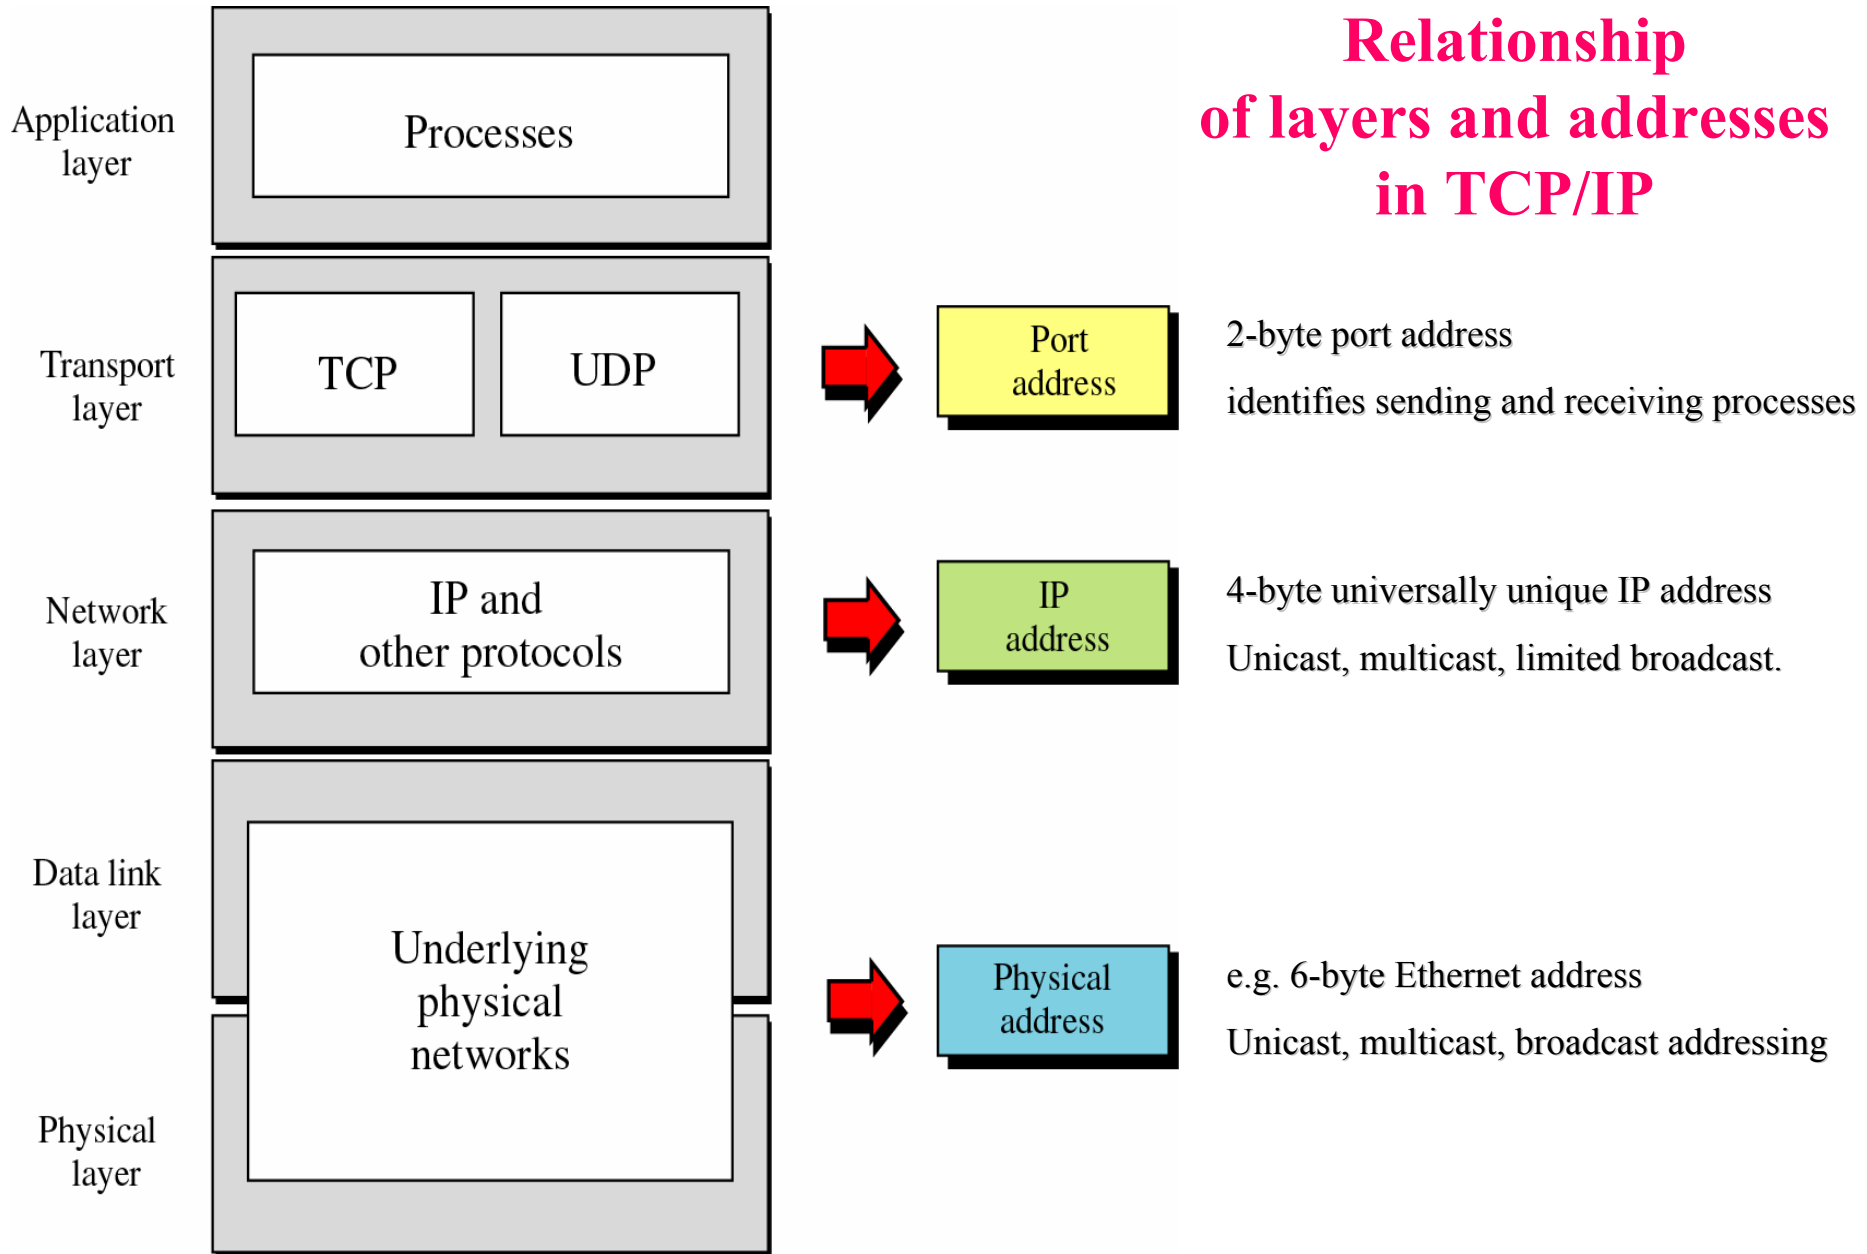 Relationship
of layers and addresses
in TCP/IP
Application
layer
Processes
Transport
layer
TCP
UDP
Port
address
2-byte port address
identifies sending and receiving processes
Network
layer
IP and
other protocols
IP
address
4-byte universally unique IP address
Unicast, multicast, limited broadcast.
Data link
layer
Underlying
physical
networks
Physical
address
e.g. 6-byte Ethernet address
Unicast, multicast, broadcast addressing
Physical
layer